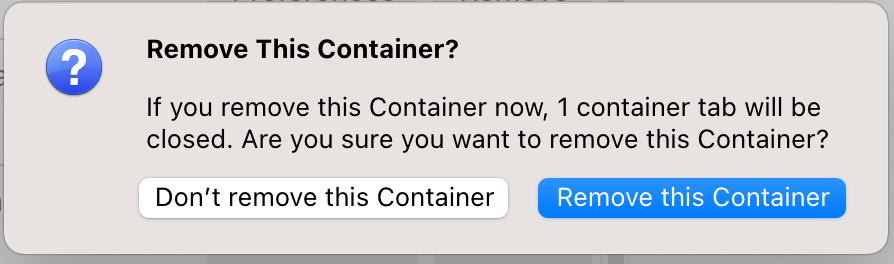 Remove This Container?
If you remove this Container now, 1 container tab will be
closed. Are you sure you want to remove this Container?
Don’t remove this Container
Remove this Container